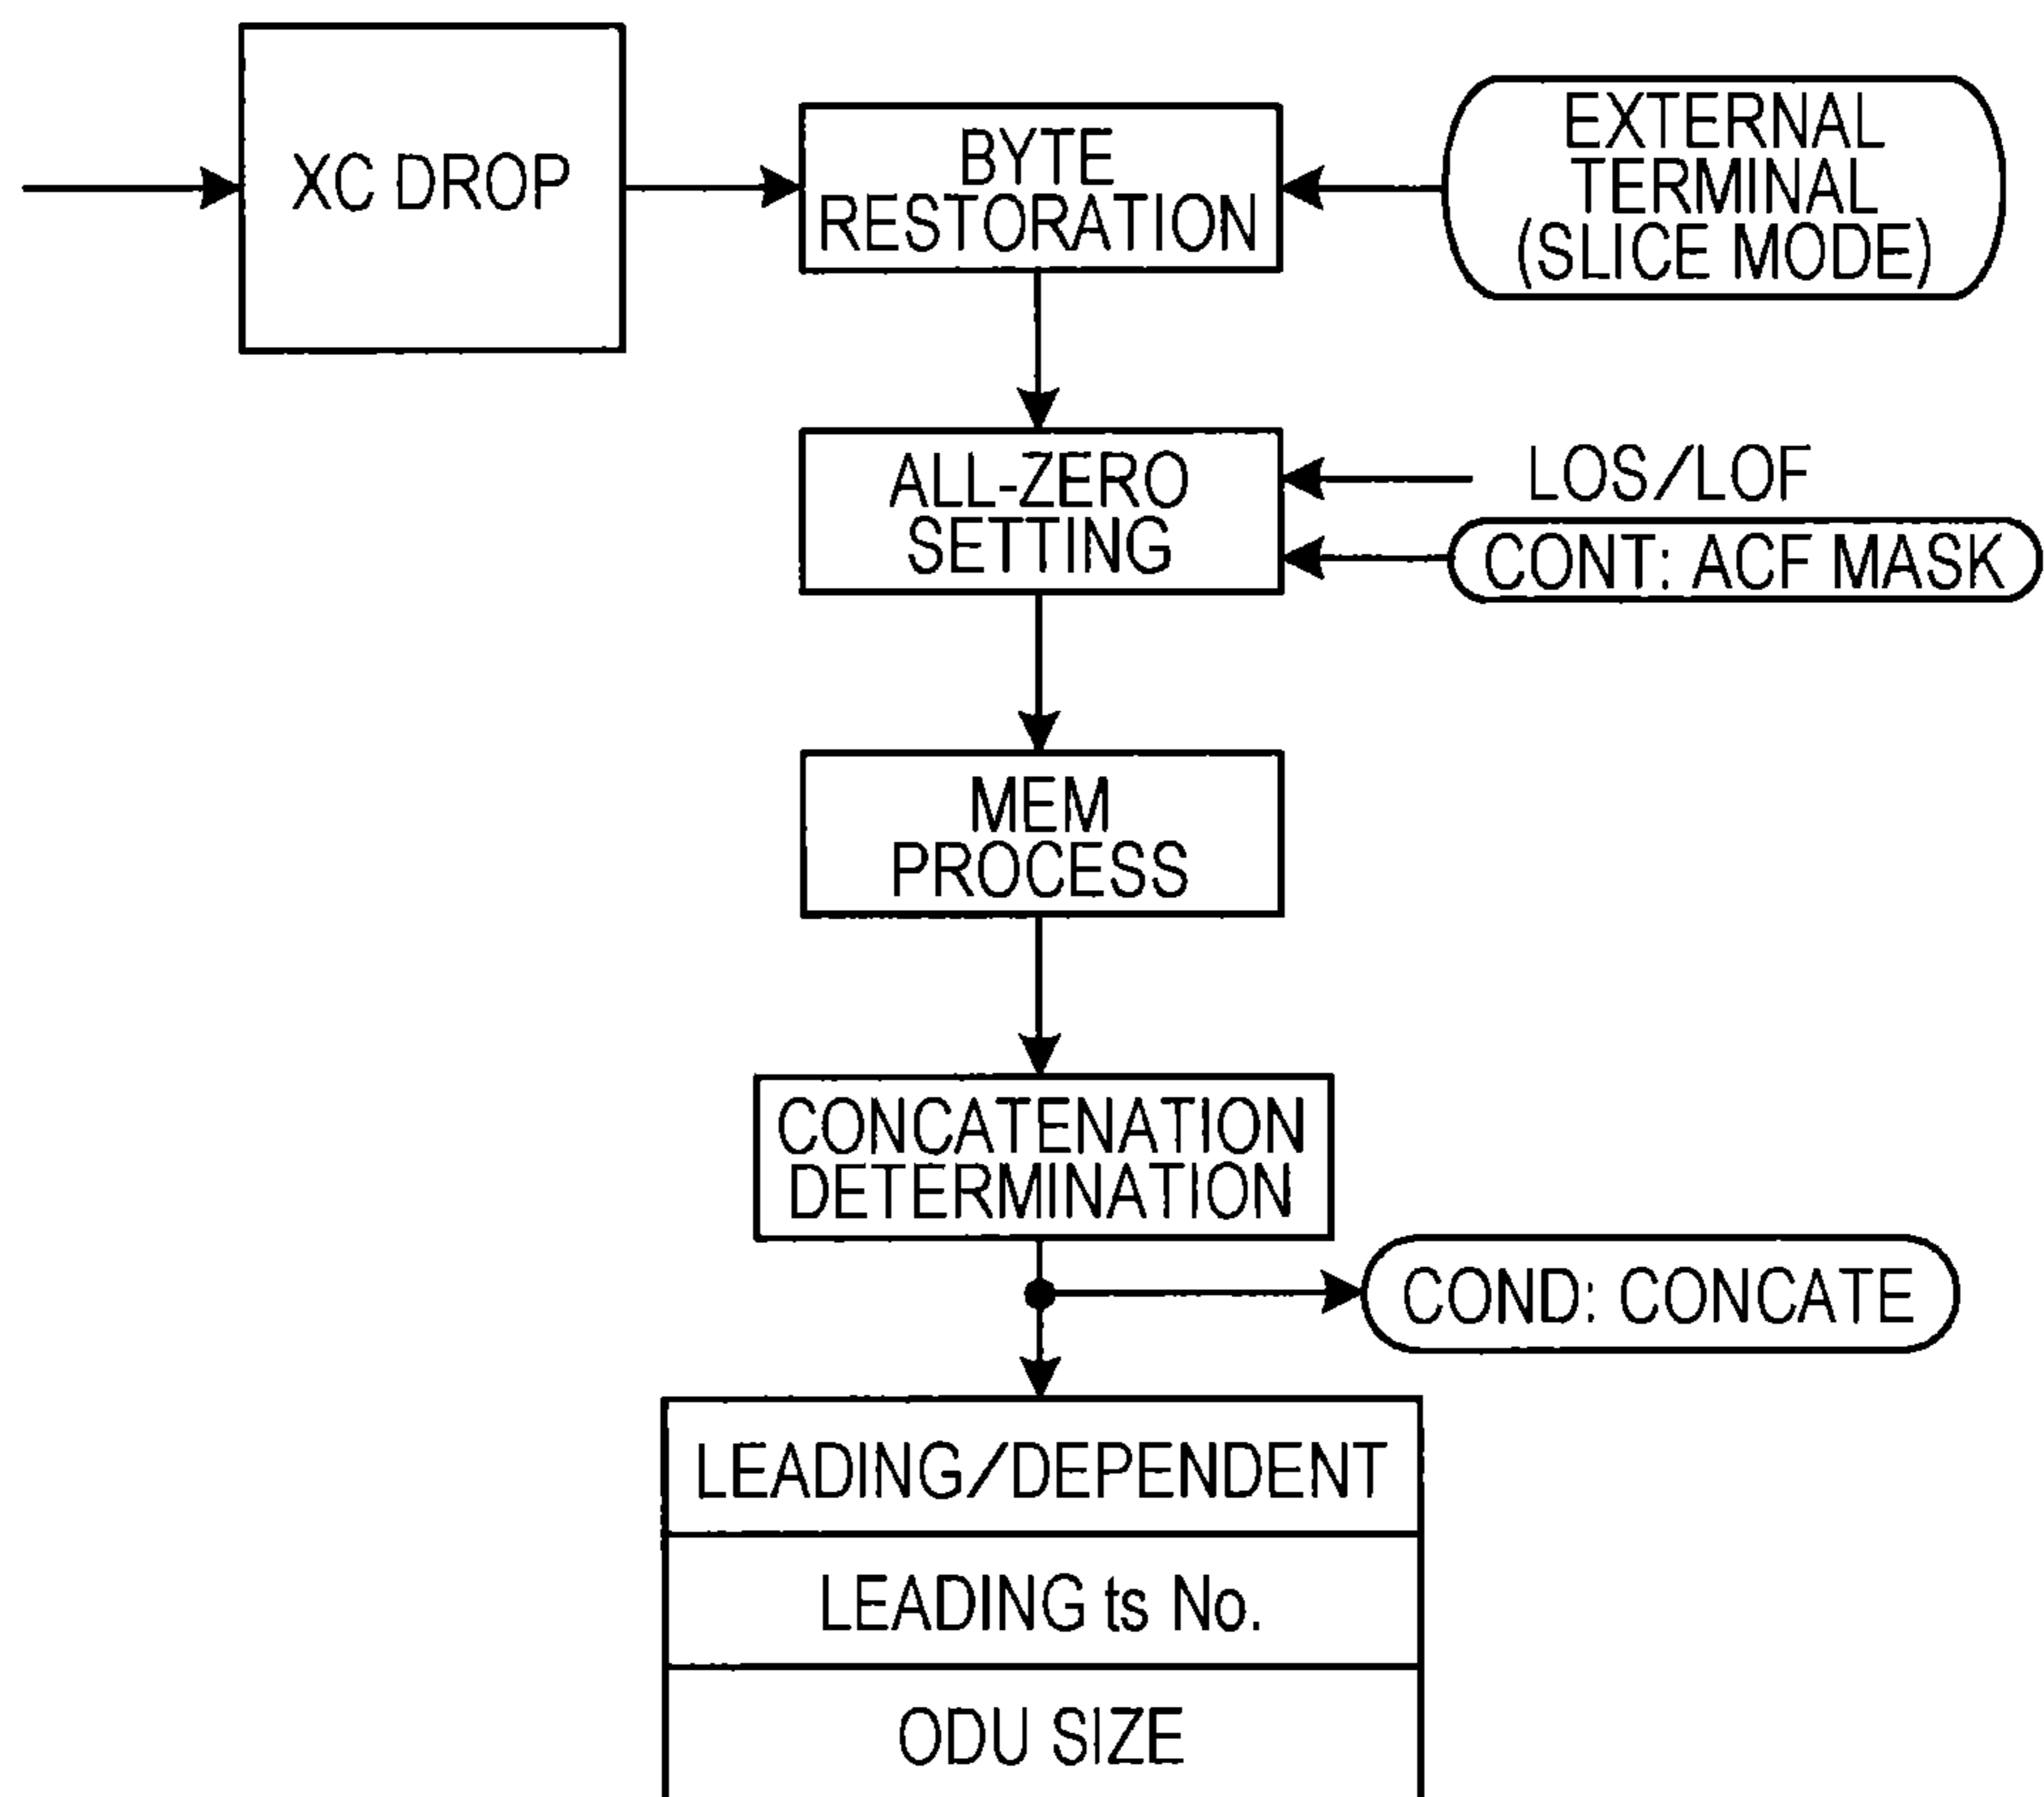 XC DROP
BYTE
RESTORATION
EXTERNAL
TERMINAL
(SLICE MODE)
ALL-ZERO
SETTING
LOS/LOF
CONT: ACF MASK
MEM
PROCESS
CONCATENATION
DETERMINATION
COND: CONCATE
LEADING/DEPENDENT
LEADING ts No.
ODU SIZE